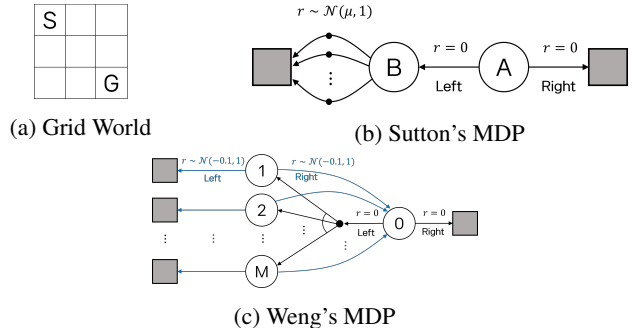 S
G
(a) Grid World
r ~ 𝒩(μ, 1)
⋮
B
r = 0
Left
A
r = 0
Right
(b) Sutton's MDP
r ~ 𝒩(−0.1, 1)
Left
1
r ~ 𝒩(−0.1, 1)
Right
2
M
r = 0
Left
0
r = 0
Right
(c) Weng's MDP